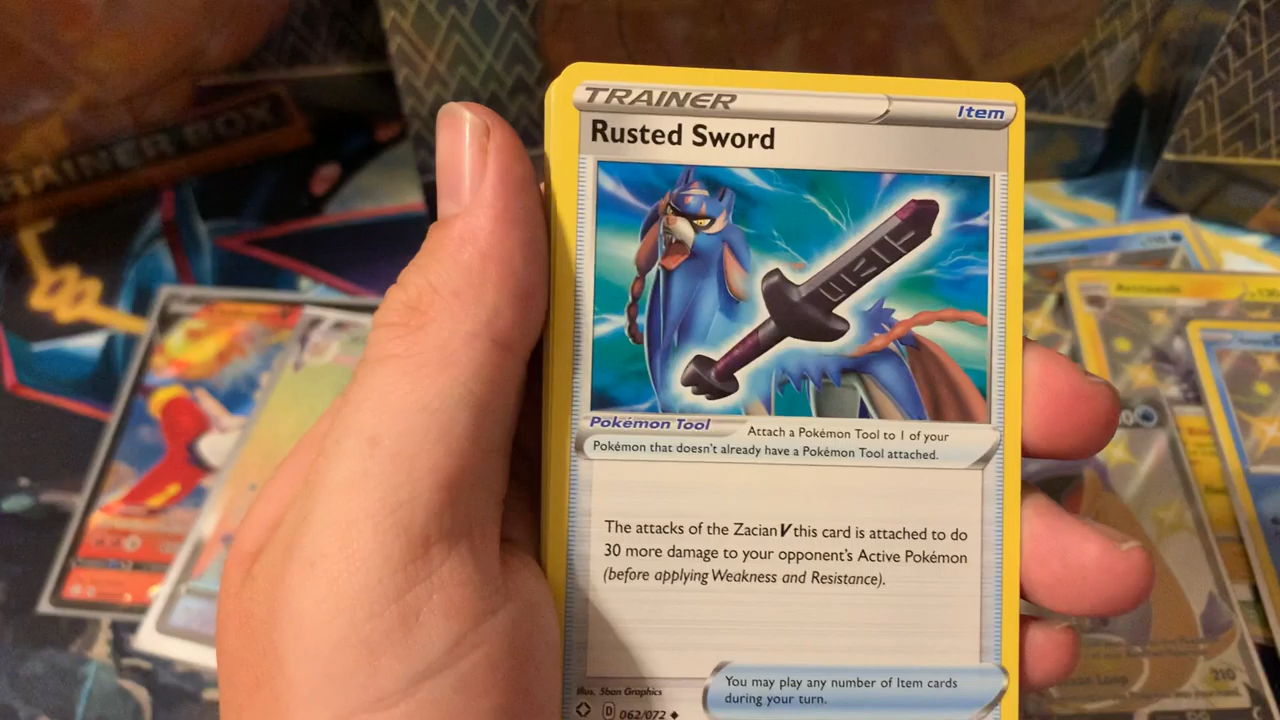 TRAINER
Item
Rusted Sword
Pokémon Tool
Attach a Pokémon Tool to 1 of your
Pokémon that doesn't already have a Pokémon Tool attached.
The attacks of the Zacian V this card is attached to do
30 more damage to your opponent's Active Pokémon
(before applying Weakness and Resistance).
You may play any number of Item cards
during your turn.
Illus. 5ban Graphics
D 062/072
RAINER BOX
210